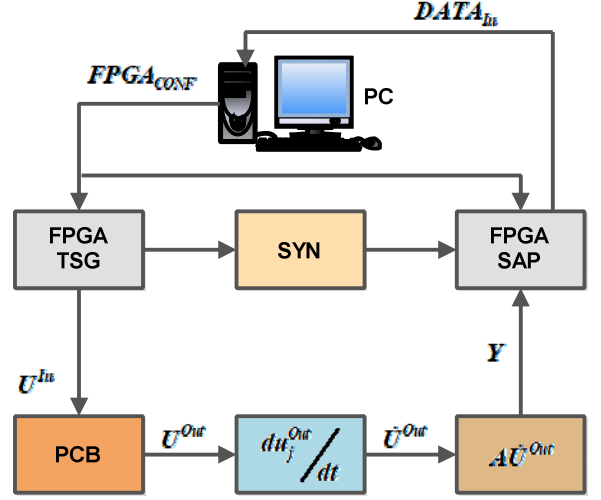 DATA_In
FPGA_CONF
PC
FPGA
TSG
SYN
FPGA
SAP
U^In
Y
PCB
U^Out
du_j^Out/dt
U̇^Out
AU̇^Out